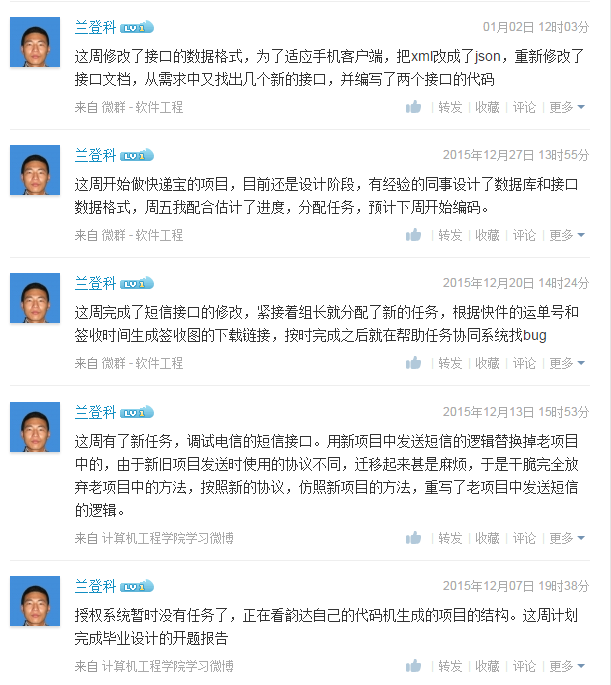 兰登科 LV 1 01月02日 12时03分
这周修改了接口的数据格式，为了适应手机客户端，把xml改成了json，重新修改了
接口文档，从需求中又找出几个新的接口，并编写了两个接口的代码
来自 微群 - 软件工程 转发 收藏 评论 更多
兰登科 LV 1 2015年12月27日 13时55分
这周开始做快递宝的项目，目前还是设计阶段，有经验的同事设计了数据库和接口
数据格式，周五我配合估计了进度，分配任务，预计下周开始编码。
来自 微群 - 软件工程 转发 收藏 评论 更多
兰登科 LV 1 2015年12月20日 14时24分
这周完成了短信接口的修改，紧接着组长就分配了新的任务，根据快件的运单号和
签收时间生成签收图的下载链接，按时完成之后就在帮助任务协同系统找bug
来自 微群 - 软件工程 转发 收藏 评论 更多
兰登科 LV 1 2015年12月13日 15时53分
这周有了新任务，调试电信的短信接口。用新项目中发送短信的逻辑替换掉老项目
中的，由于新旧项目发送时使用的协议不同，迁移起来甚是麻烦，于是干脆完全放
弃老项目中的方法，按照新的协议，仿照新项目的方法，重写了老项目中发送短信
的逻辑。
来自 计算机工程学院学习微博 转发 收藏 评论 更多
兰登科 LV 1 2015年12月07日 19时38分
授权系统暂时没有任务了，正在看韵达自己的代码机生成的项目的结构。这周计划
完成毕业设计的开题报告
来自 计算机工程学院学习微博 转发 收藏 评论 更多